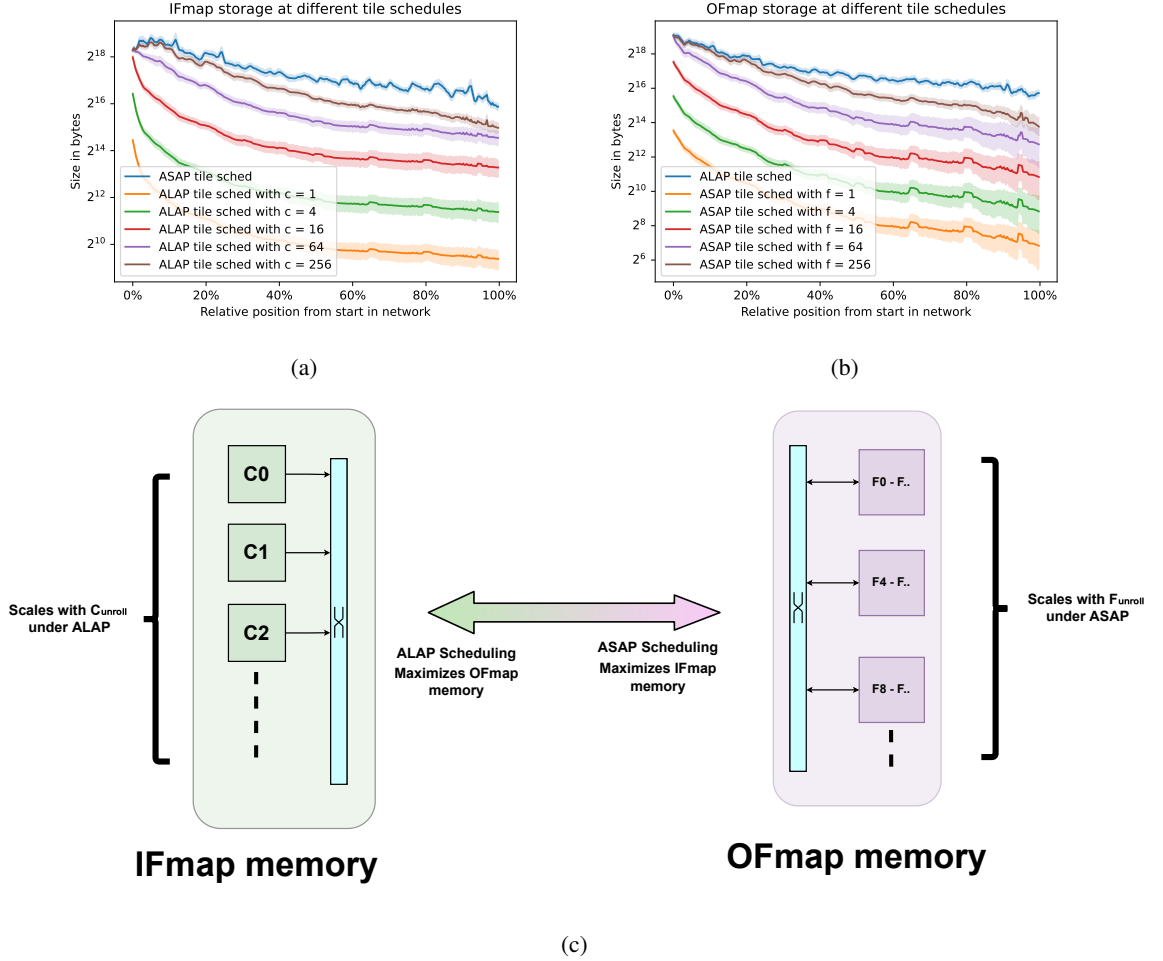 IFmap storage at different tile schedules
Size in bytes
2^18
2^16
2^14
2^12
2^10
ASAP tile sched
ALAP tile sched with c = 1
ALAP tile sched with c = 4
ALAP tile sched with c = 16
ALAP tile sched with c = 64
ALAP tile sched with c = 256
0% 20% 40% 60% 80% 100%
Relative position from start in network
(a)
OFmap storage at different tile schedules
Size in bytes
2^18
2^16
2^14
2^12
2^10
2^8
2^6
ALAP tile sched
ASAP tile sched with f = 1
ASAP tile sched with f = 4
ASAP tile sched with f = 16
ASAP tile sched with f = 64
ASAP tile sched with f = 256
0% 20% 40% 60% 80% 100%
Relative position from start in network
(b)
Scales with Cunroll
under ALAP
C0
C1
C2
IFmap memory
ALAP Scheduling
Maximizes OFmap
memory
ASAP Scheduling
Maximizes IFmap
memory
F0 - F..
F4 - F..
F8 - F..
OFmap memory
Scales with Funroll
under ASAP
(c)